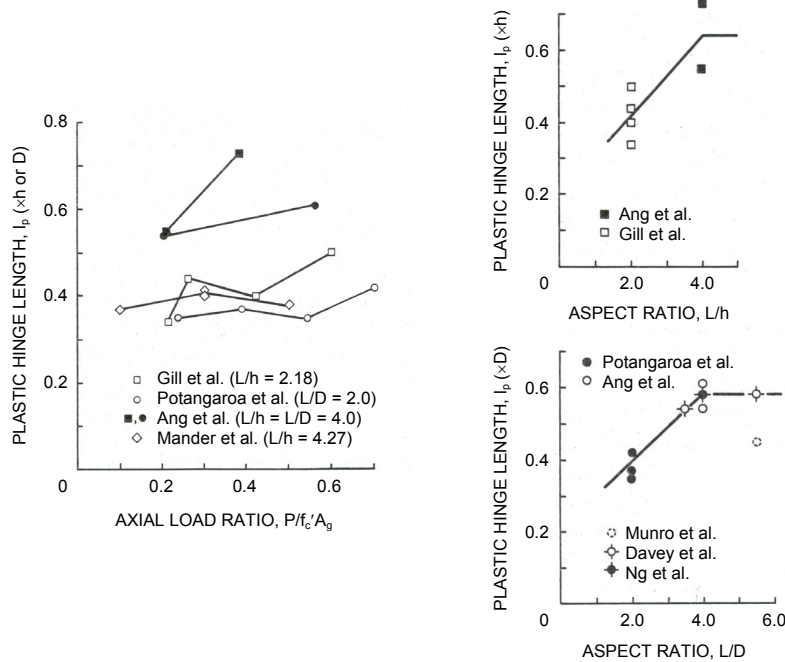 PLASTIC HINGE LENGTH, lₚ (×h or D)
0.8
0.6
0.4
0.2
0
0.2
0.4
0.6
Gill et al. (L/h = 2.18)
Potangaroa et al. (L/D = 2.0)
Ang et al. (L/h = L/D = 4.0)
Mander et al. (L/h = 4.27)
AXIAL LOAD RATIO, P/fc′Ag
PLASTIC HINGE LENGTH, lₚ (×h)
0.6
0.4
0.2
0
2.0
4.0
Ang et al.
Gill et al.
ASPECT RATIO, L/h
PLASTIC HINGE LENGTH, lₚ (×D)
0.6
0.4
0.2
0
2.0
4.0
6.0
Potangaroa et al.
Ang et al.
Munro et al.
Davey et al.
Ng et al.
ASPECT RATIO, L/D